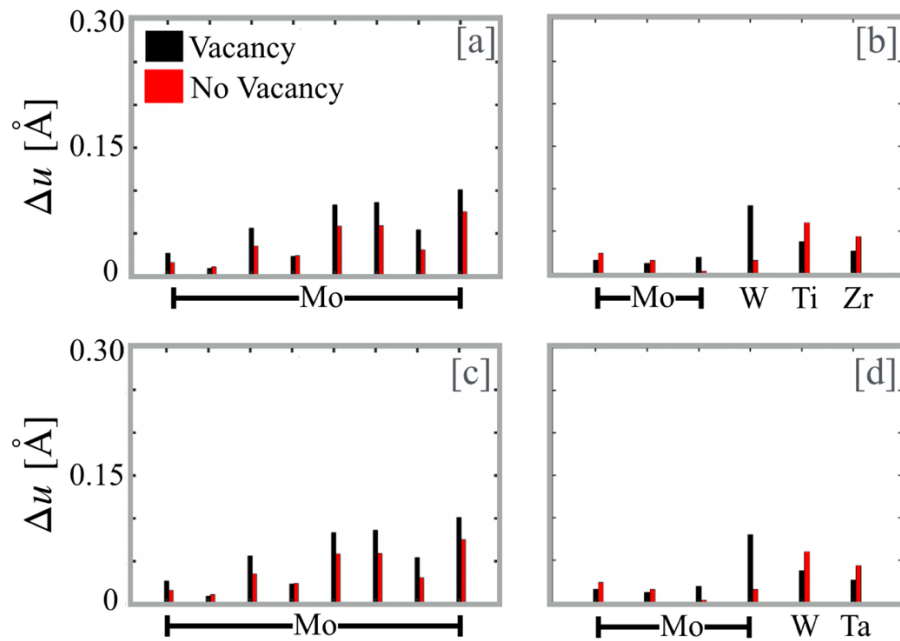 0.30
0.15
0
Δu [Å]
Vacancy
No Vacancy
[a]
Mo
[b]
Mo W Ti Zr
0.30
0.15
0
Δu [Å]
[c]
Mo
[d]
Mo W Ta